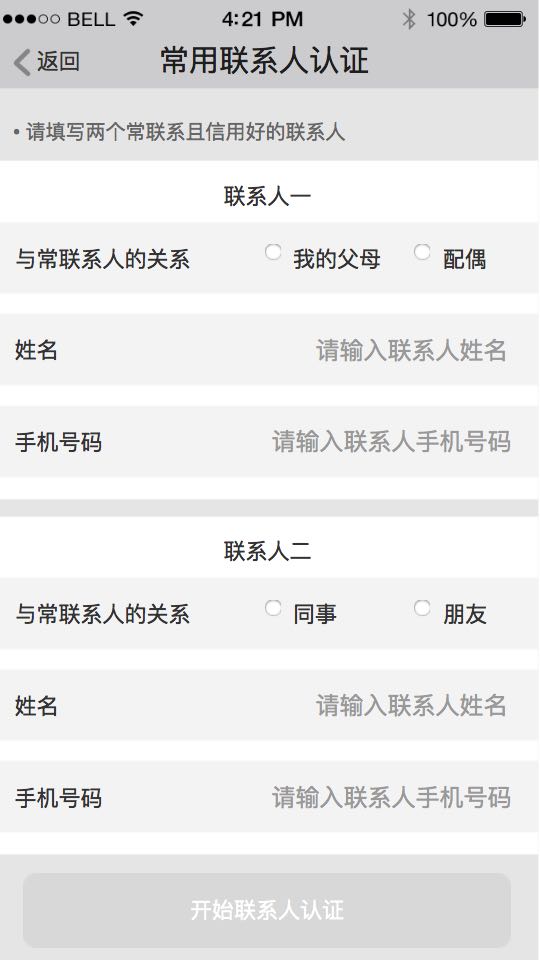 BELL 4:21 PM 100%
返回 常用联系人认证
• 请填写两个常联系且信用好的联系人
联系人一
与常联系人的关系 我的父母 配偶
姓名 请输入联系人姓名
手机号码 请输入联系人手机号码
联系人二
与常联系人的关系 同事 朋友
姓名 请输入联系人姓名
手机号码 请输入联系人手机号码
开始联系人认证